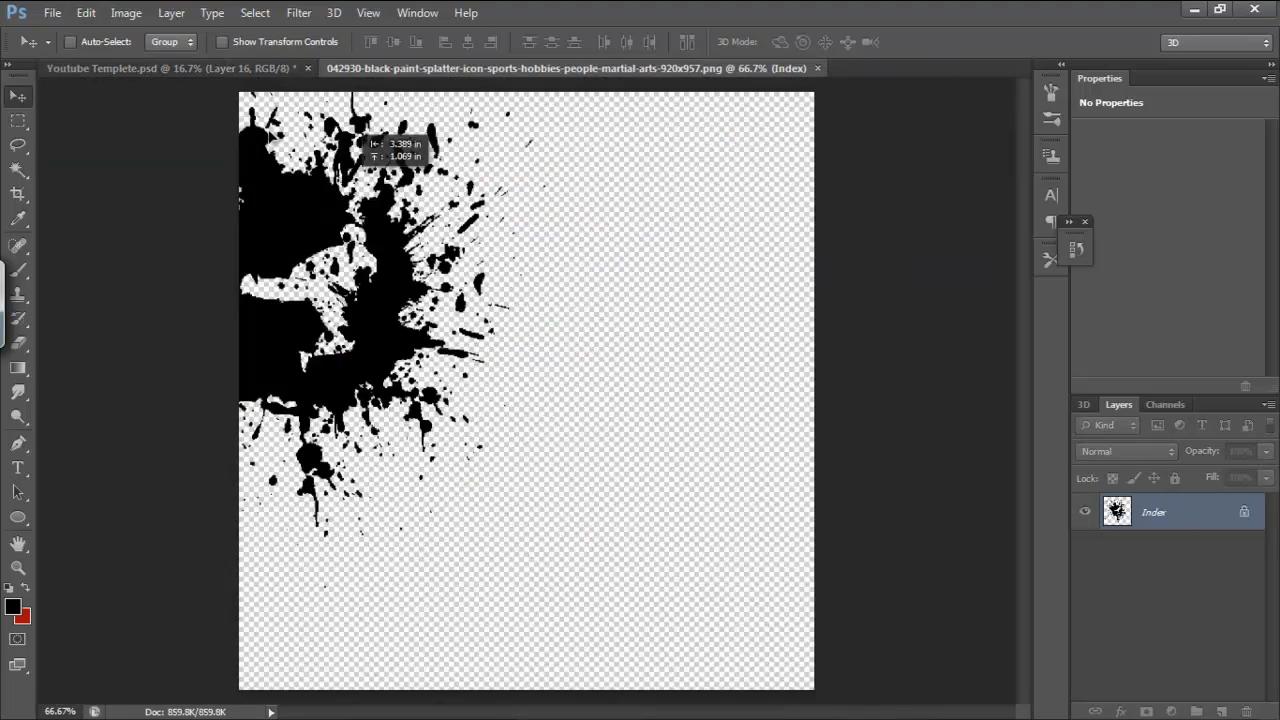 Ps File Edit Image Layer Type Select Filter 3D View Window Help
Auto-Select: Group Show Transform Controls 3D Mode: 3D
Youtube Templete.psd @ 16.7% (Layer 16, RGB/8) * × 042930-black-paint-splatter-icon-sports-hobbies-people-martial-arts-920x957.png @ 66.7% (Index) ×
Properties
No Properties
3.389 in
1.069 in
3D Layers Channels
Kind
Normal Opacity: 100%
Lock: Fill: 100%
Index
66.67% Doc: 859.8K/859.8K